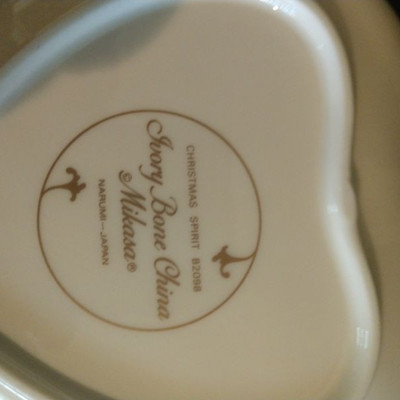 CHRISTMAS SPIRIT B2098
Ivory Bone China
©Mikasa®
NARUMI—JAPAN